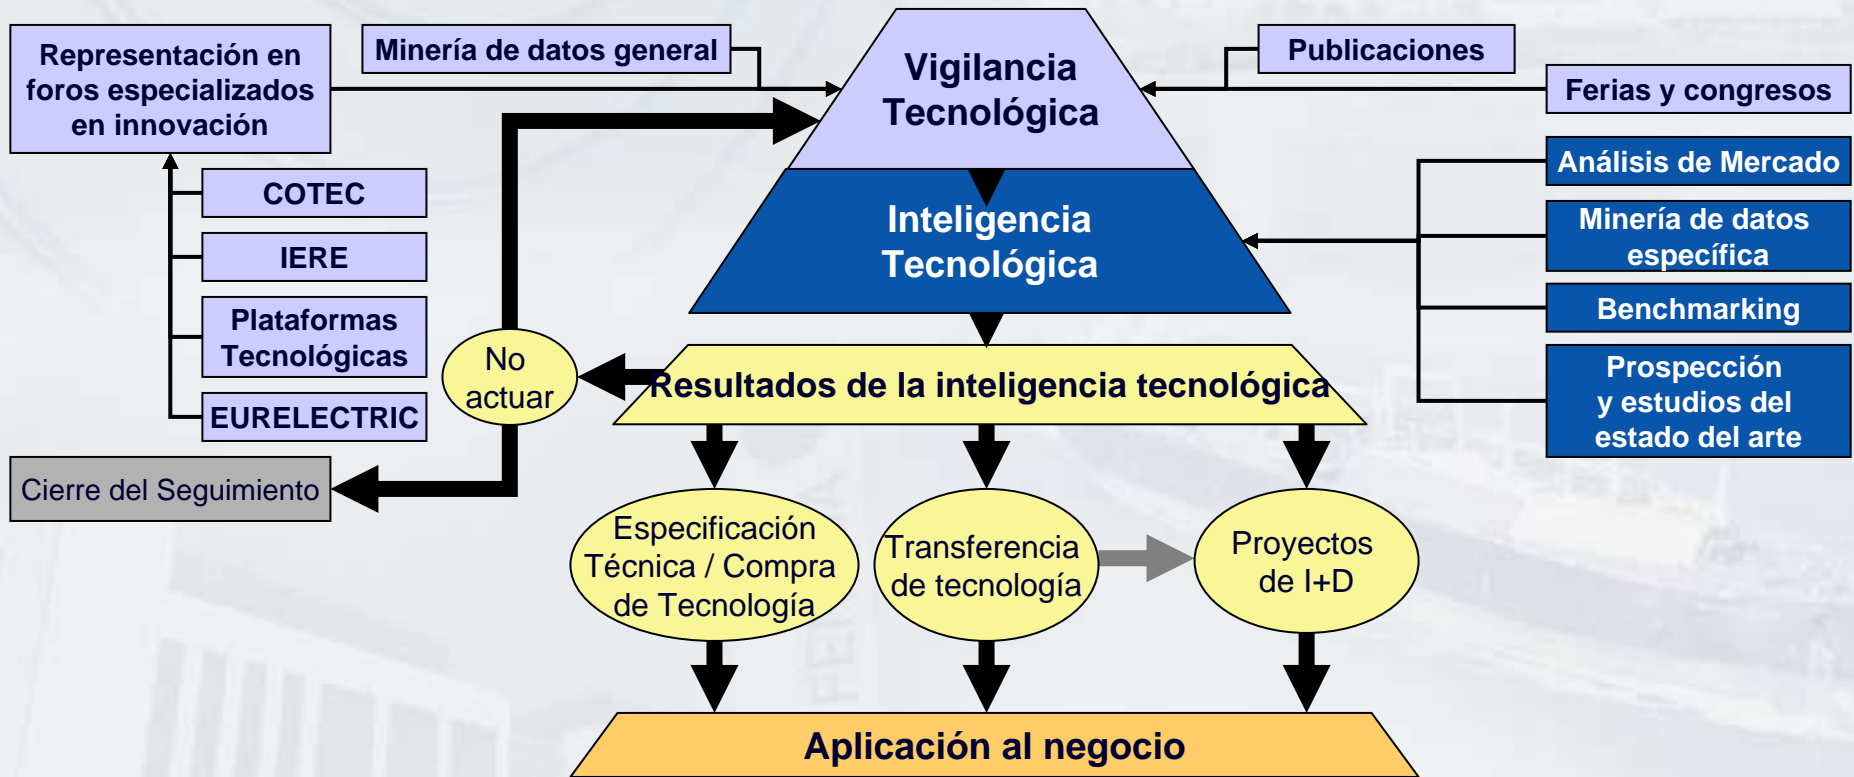 Representación en
foros especializados
en innovación
Minería de datos general
Vigilancia
Tecnológica
Publicaciones
Ferias y congresos
COTEC
IERE
Plataformas
Tecnológicas
EURELECTRIC
Inteligencia
Tecnológica
Análisis de Mercado
Minería de datos
específica
Benchmarking
Prospección
y estudios del
estado del arte
No
actuar
Resultados de la inteligencia tecnológica
Cierre del Seguimiento
Especificación
Técnica / Compra
de Tecnología
Transferencia
de tecnología
Proyectos
de I+D
Aplicación al negocio